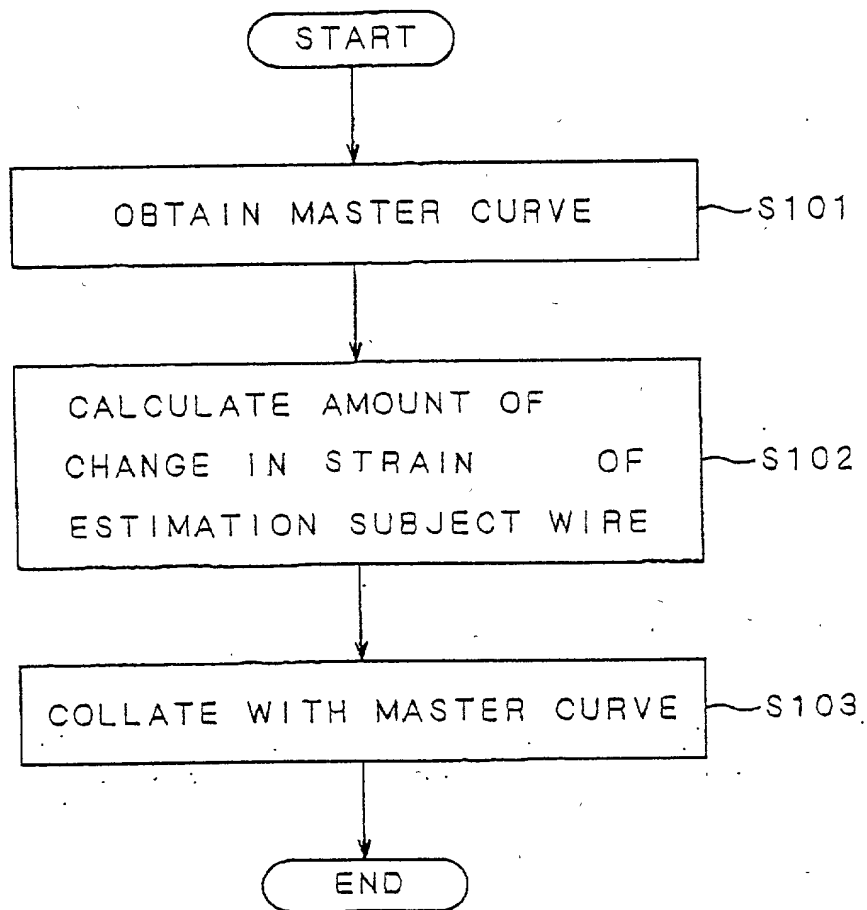 START
OBTAIN MASTER CURVE
S101
CALCULATE AMOUNT OF
CHANGE IN STRAIN OF
ESTIMATION SUBJECT WIRE
S102
COLLATE WITH MASTER CURVE
S103
END